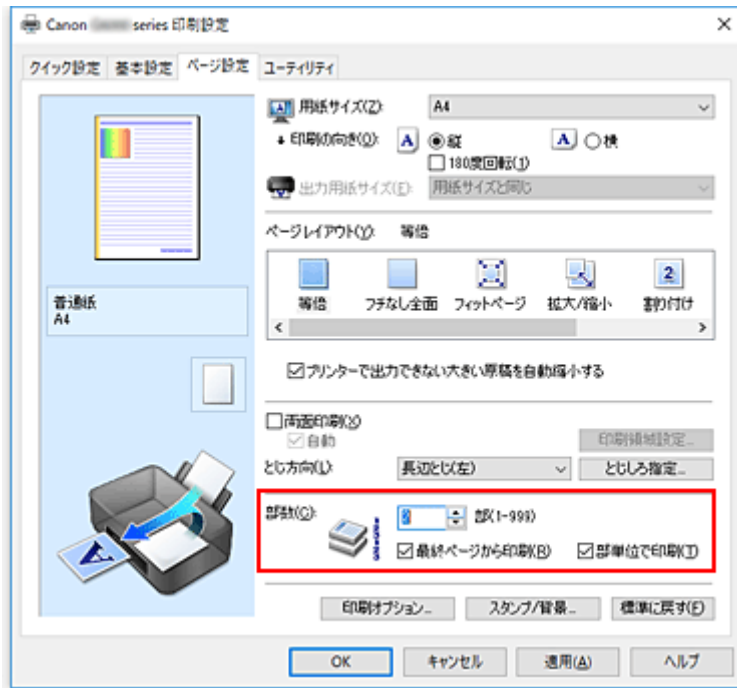 Canon series 印刷設定
クイック設定 基本設定 ページ設定 ユーティリティ
用紙サイズ(Z): A4
印刷の向き(O): A 縦 A 横
180度回転(1)
出力用紙サイズ(E): 用紙サイズと同じ
ページレイアウト(Y): 等倍
等倍 フチなし全面 フィットページ 拡大/縮小 割り付け
普通紙
A4
プリンターで出力できない大きい原稿を自動縮小する
両面印刷(X)
自動
印刷領域設定...
とじ方向(L): 長辺とじ(左) とじしろ指定...
部数(C): 部(1-999)
最終ページから印刷(R) 部単位で印刷(T)
印刷オプション... スタンプ/背景... 標準に戻す(F)
OK キャンセル 適用(A) ヘルプ